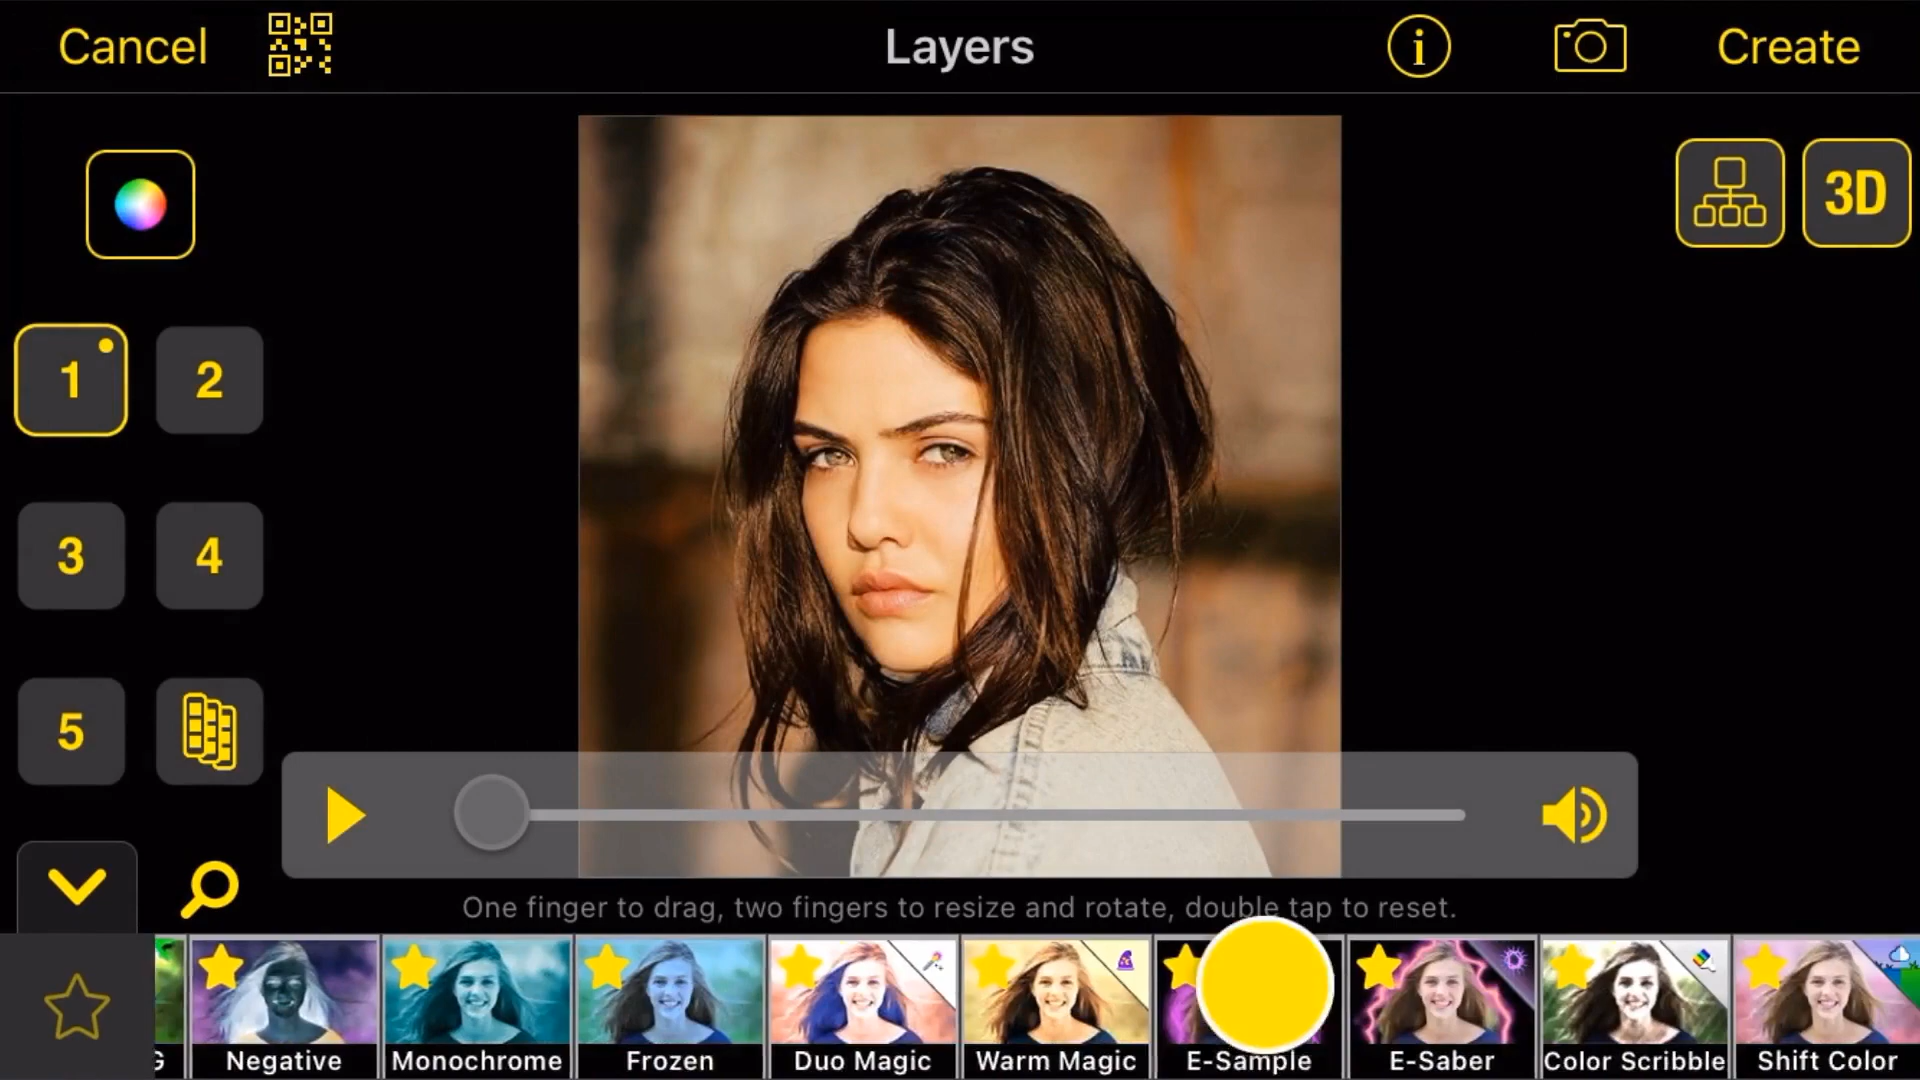 Cancel
Layers
Create
3D
1
2
3
4
5
One finger to drag, two fingers to resize and rotate, double tap to reset.
G
Negative
Monochrome
Frozen
Duo Magic
Warm Magic
E-Sample
E-Saber
Color Scribble
Shift Color